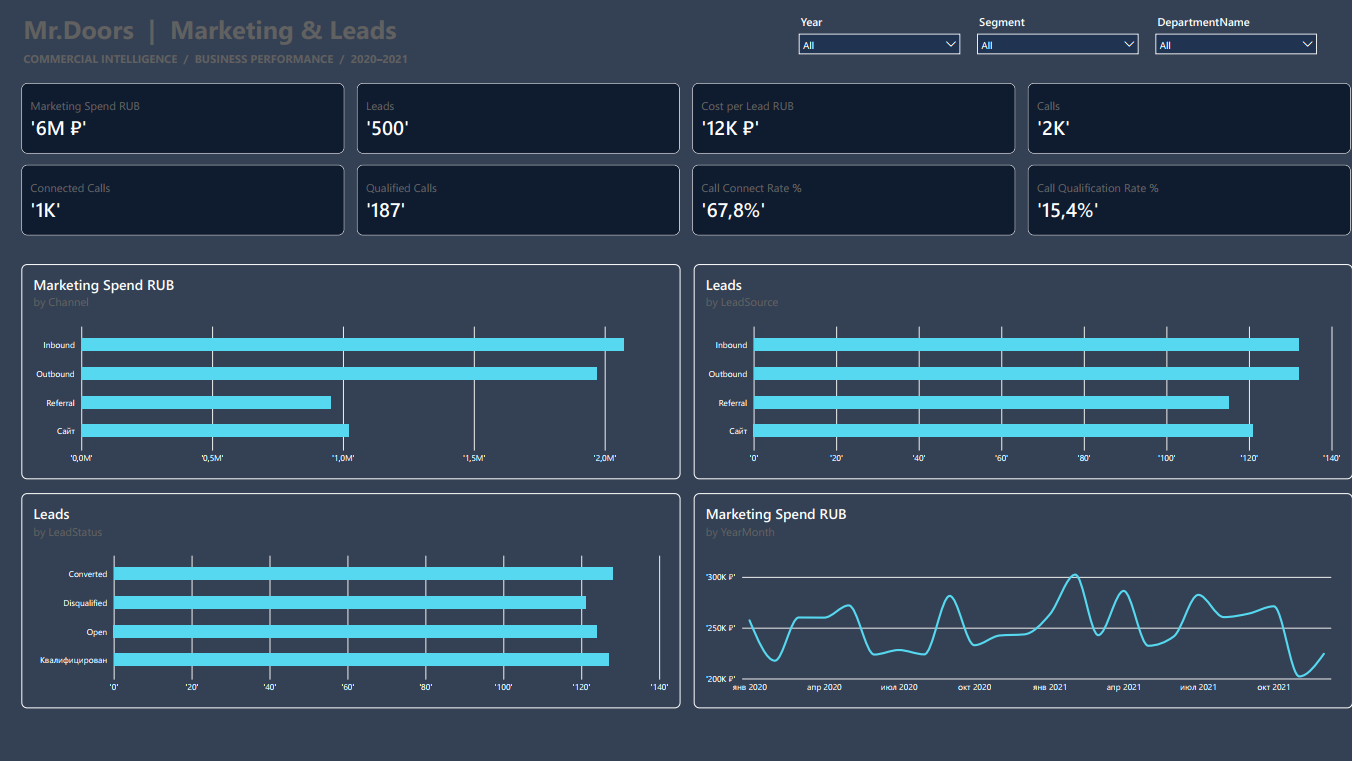 Mr.Doors | Marketing & Leads
COMMERCIAL INTELLIGENCE / BUSINESS PERFORMANCE / 2020–2021
Year
Segment
DepartmentName
All
All
All
Marketing Spend RUB
Leads
Cost per Lead RUB
Calls
'6M ₽'
'500'
'12K ₽'
'2K'
Connected Calls
Qualified Calls
Call Connect Rate %
Call Qualification Rate %
'1K'
'187'
'67,8%'
'15,4%'
Marketing Spend RUB
by Channel
Inbound
Outbound
Referral
Сайт
'0,0M' '0,5M' '1,0M' '1,5M' '2,0M'
Leads
by LeadSource
Inbound
Outbound
Referral
Сайт
'0' '20' '40' '60' '80' '100' '120' '140'
Leads
by LeadStatus
Converted
Disqualified
Open
Квалифицирован
'0' '20' '40' '60' '80' '100' '120' '140'
Marketing Spend RUB
by YearMonth
'300K ₽'
'250K ₽'
'200K ₽'
янв 2020 апр 2020 июл 2020 окт 2020 янв 2021 апр 2021 июл 2021 окт 2021